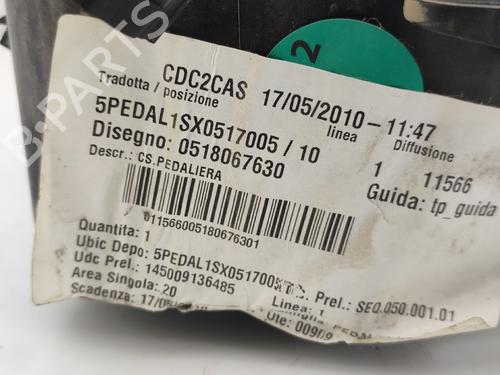 2
CDC2CAS 17/05/2010-11:47
Tradotta / posizione linea Diffusione
5PEDAL1SX0517005 / 10 1 11566
Disegno: 0518067630 Guida: tp_guida
Descr.: CS.PEDALIERA
011566005180676301
Quantita: 1
Ubic Depo: 5PEDAL1SX051700
Udc Prel.: 145009136485 Prel.: SEQ.050.001.01
Area Singola: 20 Linea: 1
Scadenza: 17/05
Ute: 00909
B-PARTS